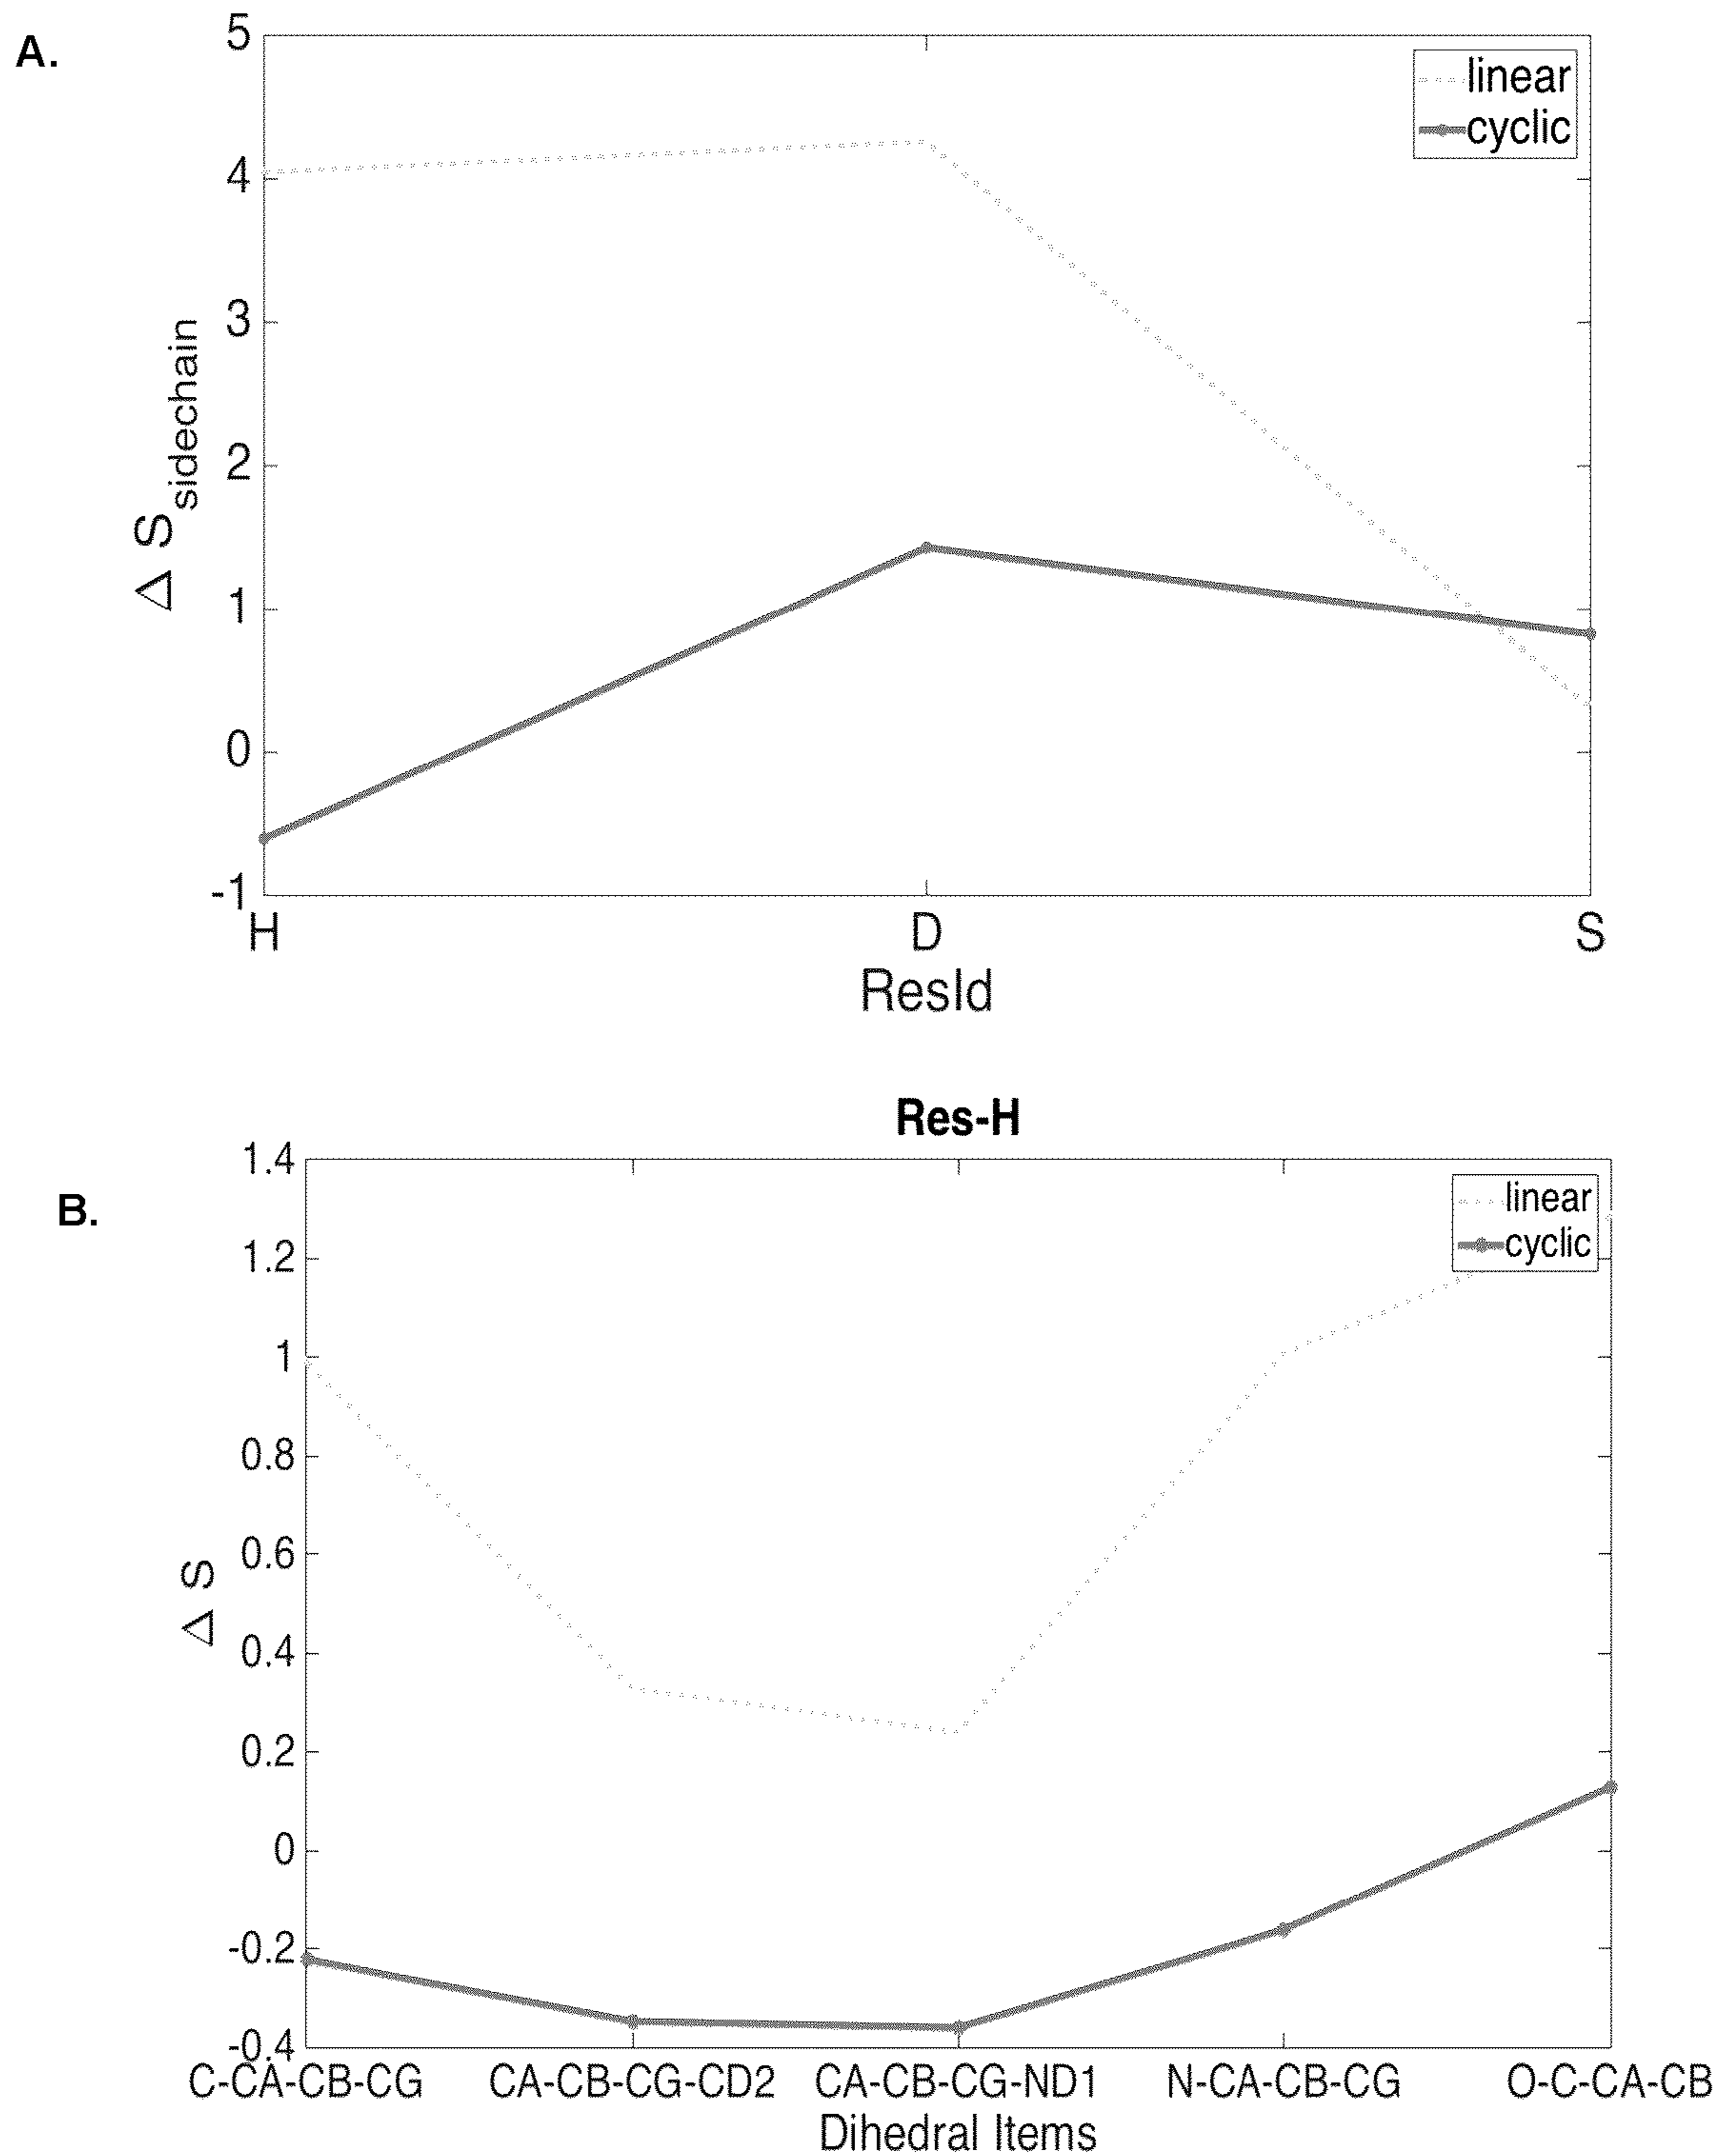 A.
5
4
3
2
1
0
-1
Δ S sidechain
linear
cyclic
H D S
ResId
Res-H
B.
1.4
1.2
1
0.8
0.6
0.4
0.2
0
-0.2
-0.4
Δ S
linear
cyclic
C-CA-CB-CG CA-CB-CG-CD2 CA-CB-CG-ND1 N-CA-CB-CG O-C-CA-CB
Dihedral Items